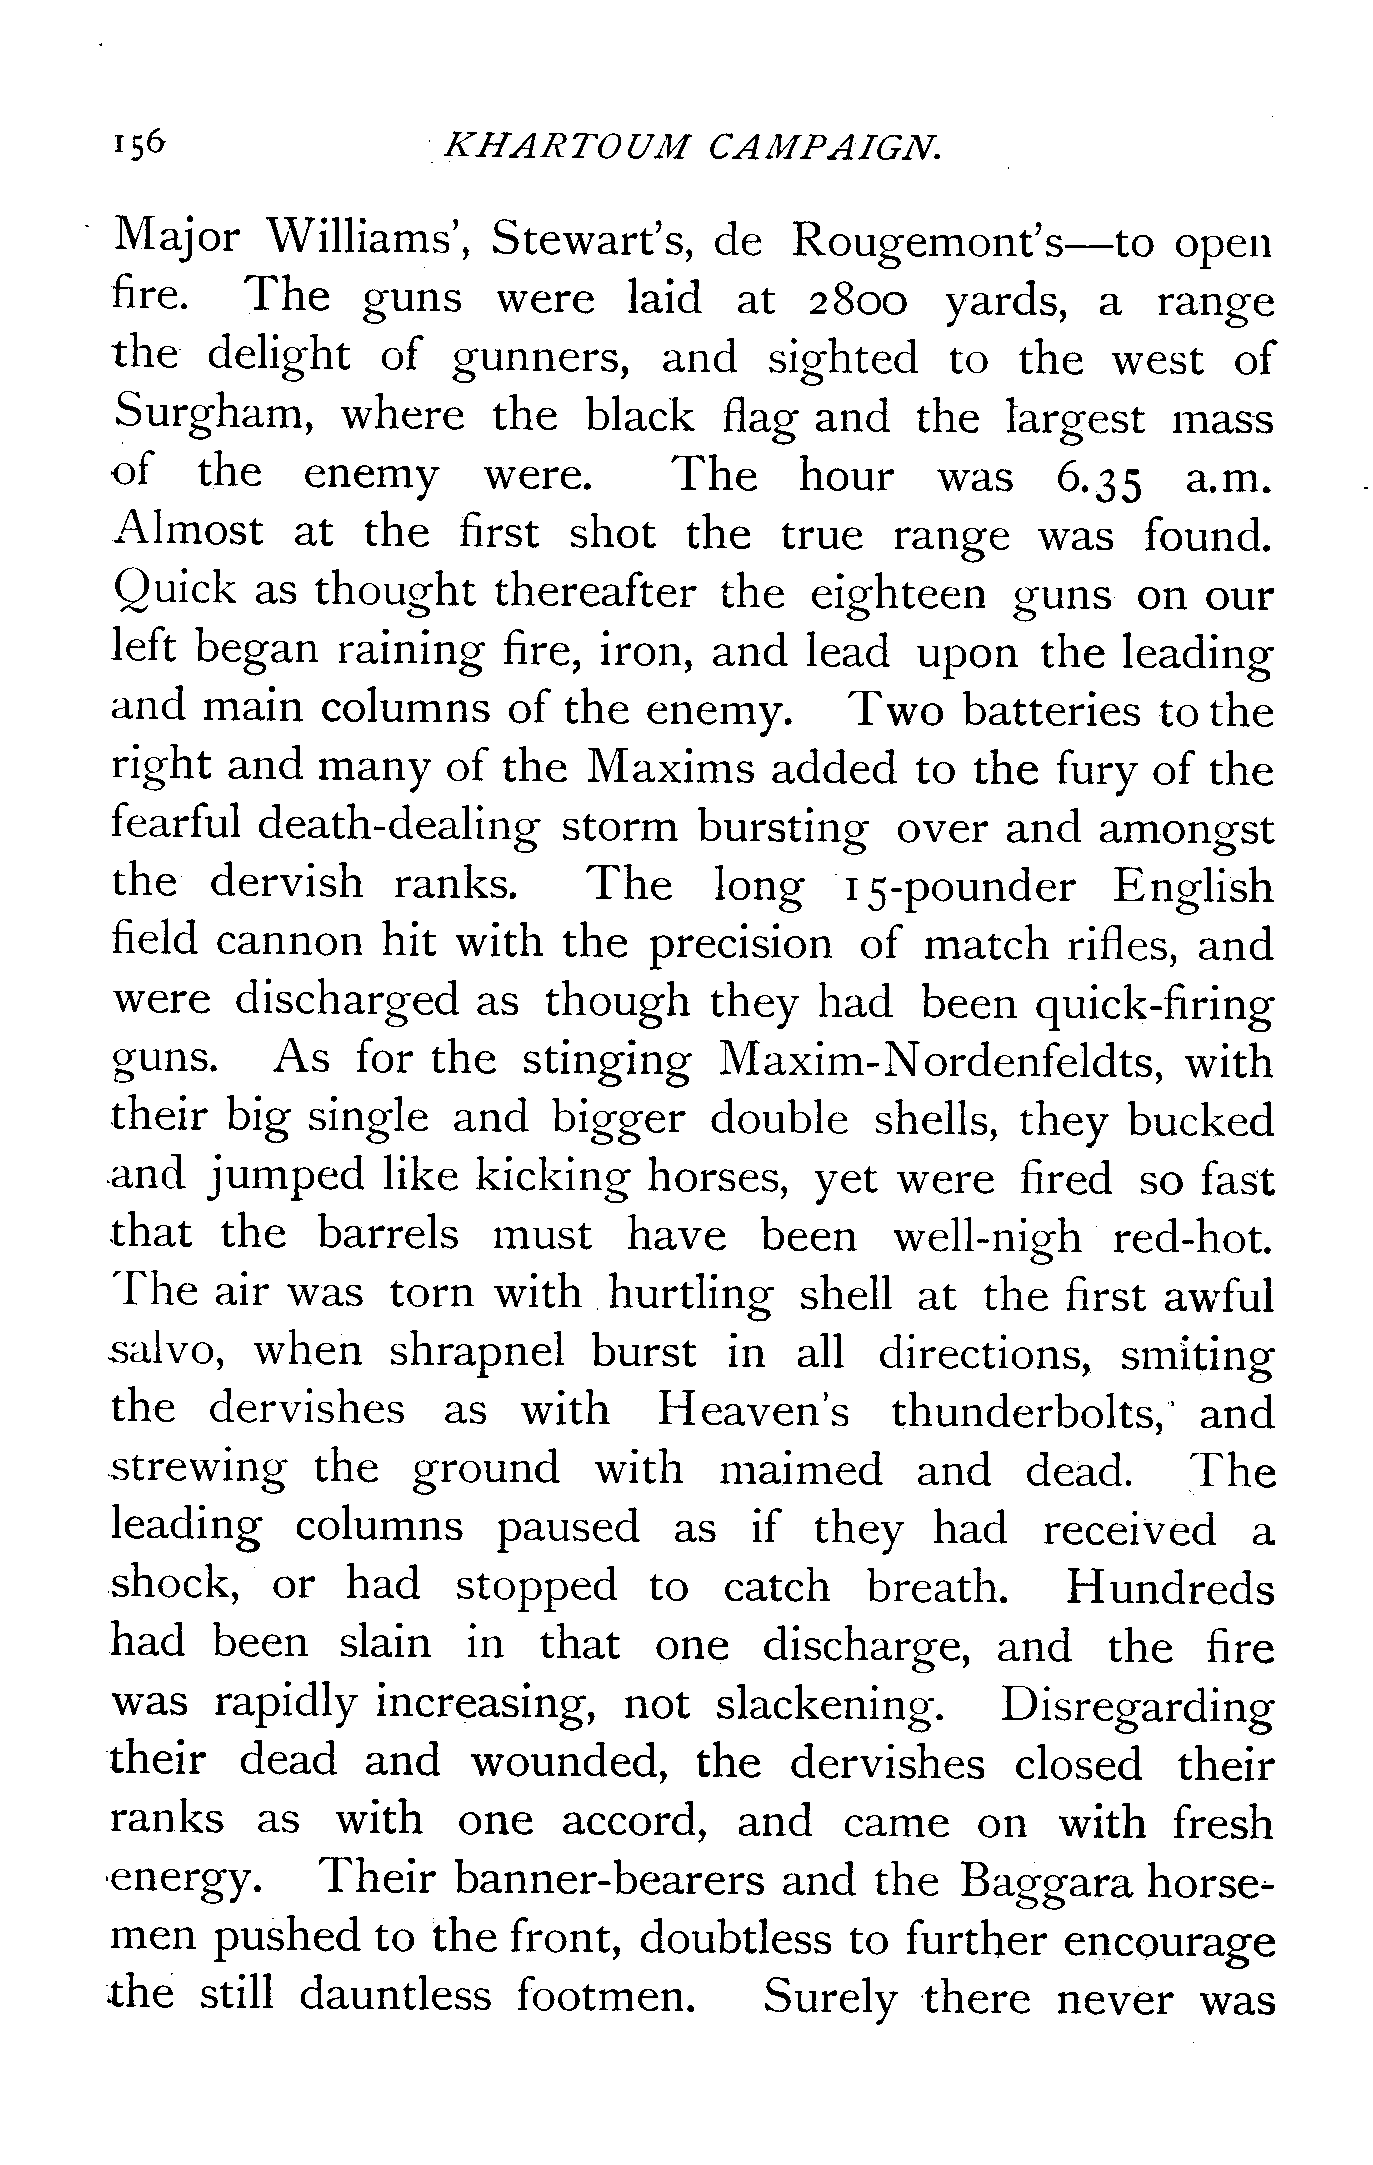 156 KHARTOUM CAMPAIGN.
Major Williams', Stewart's, de Rougemont's—to open
fire. The guns were laid at 2800 yards, a range
the delight of gunners, and sighted to the west of
Surgham, where the black flag and the largest mass
of the enemy were. The hour was 6.35 a.m.
Almost at the first shot the true range was found.
Quick as thought thereafter the eighteen guns on our
left began raining fire, iron, and lead upon the leading
and main columns of the enemy. Two batteries to the
right and many of the Maxims added to the fury of the
fearful death-dealing storm bursting over and amongst
the dervish ranks. The long 15-pounder English
field cannon hit with the precision of match rifles, and
were discharged as though they had been quick-firing
guns. As for the stinging Maxim-Nordenfeldts, with
their big single and bigger double shells, they bucked
and jumped like kicking horses, yet were fired so fast
that the barrels must have been well-nigh red-hot.
The air was torn with hurtling shell at the first awful
salvo, when shrapnel burst in all directions, smiting
the dervishes as with Heaven's thunderbolts, and
strewing the ground with maimed and dead. The
leading columns paused as if they had received a
shock, or had stopped to catch breath. Hundreds
had been slain in that one discharge, and the fire
was rapidly increasing, not slackening. Disregarding
their dead and wounded, the dervishes closed their
ranks as with one accord, and came on with fresh
energy. Their banner-bearers and the Baggara horse-
men pushed to the front, doubtless to further encourage
the still dauntless footmen. Surely there never was